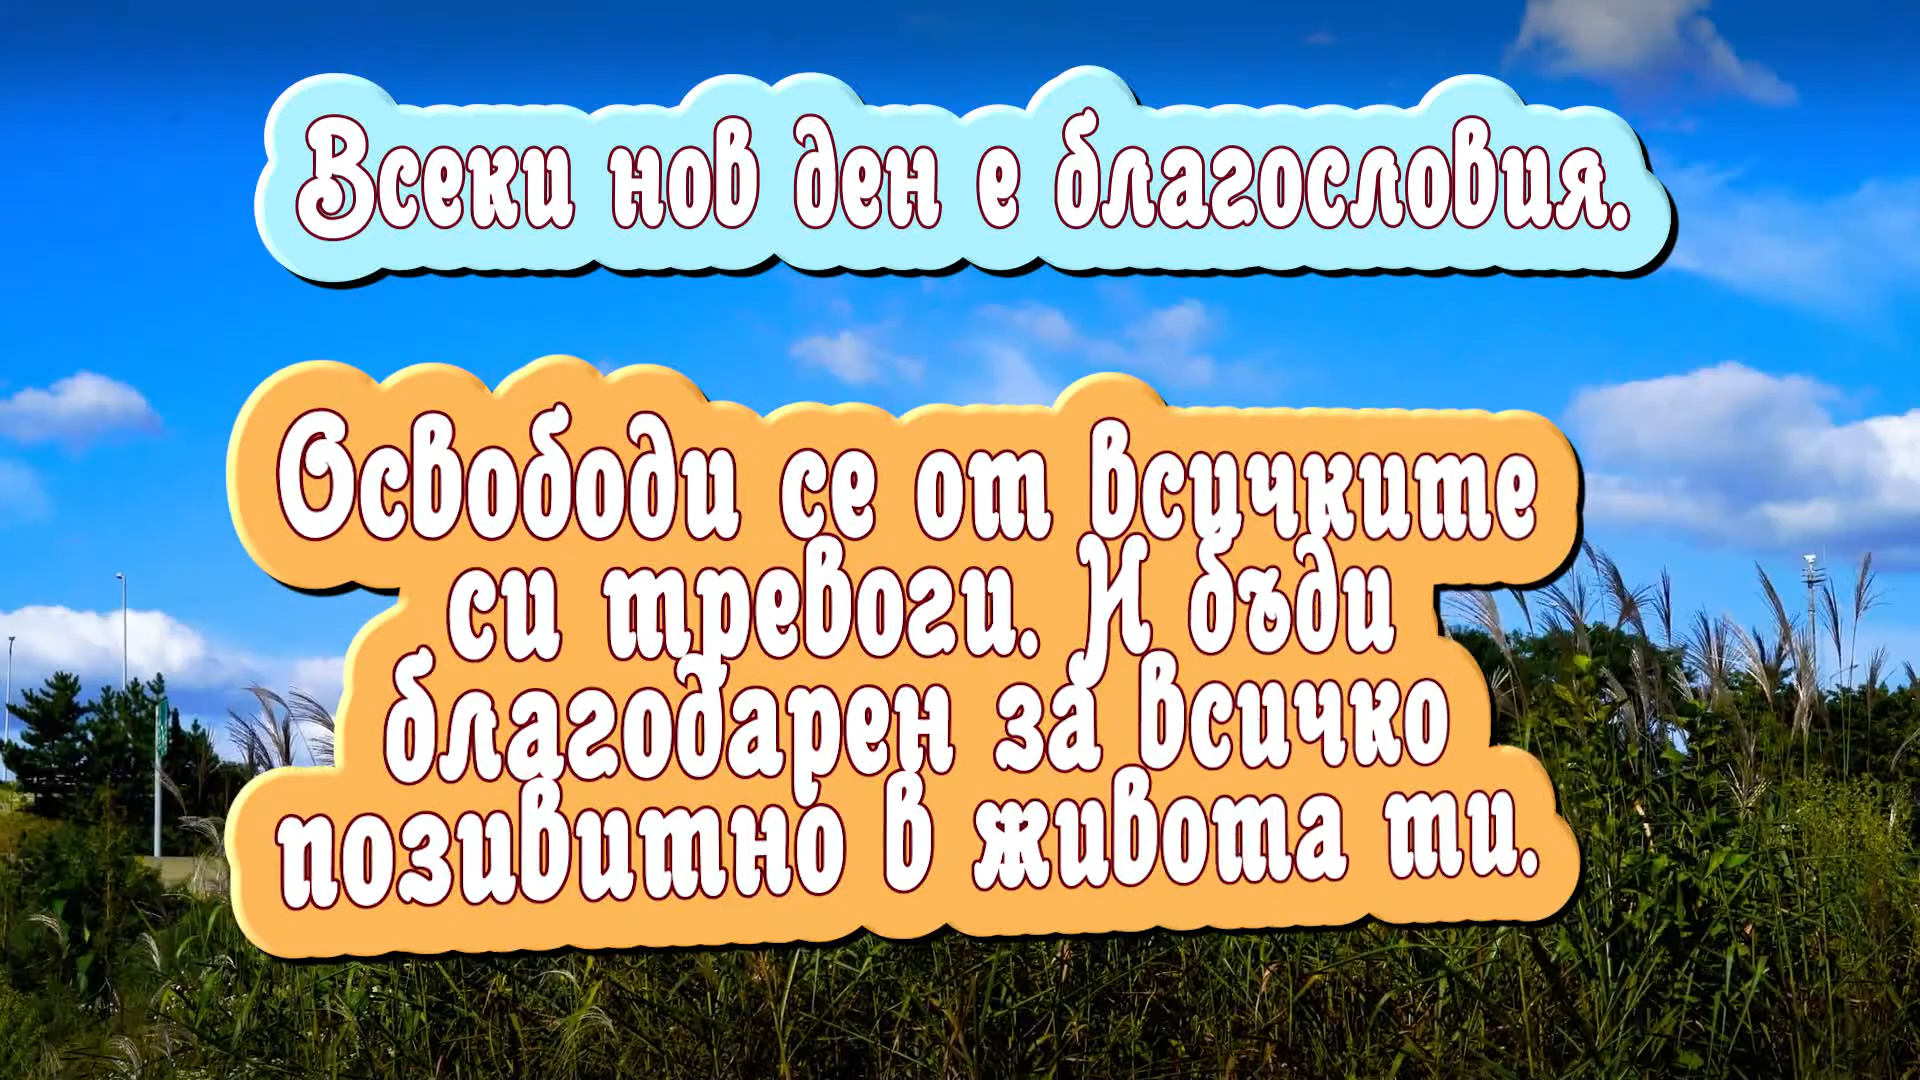 Всеки нов ден е благословия.
Освободи се от всичките
си тревоги. И бъди
благодарен за всичко
позивитно в живота ти.